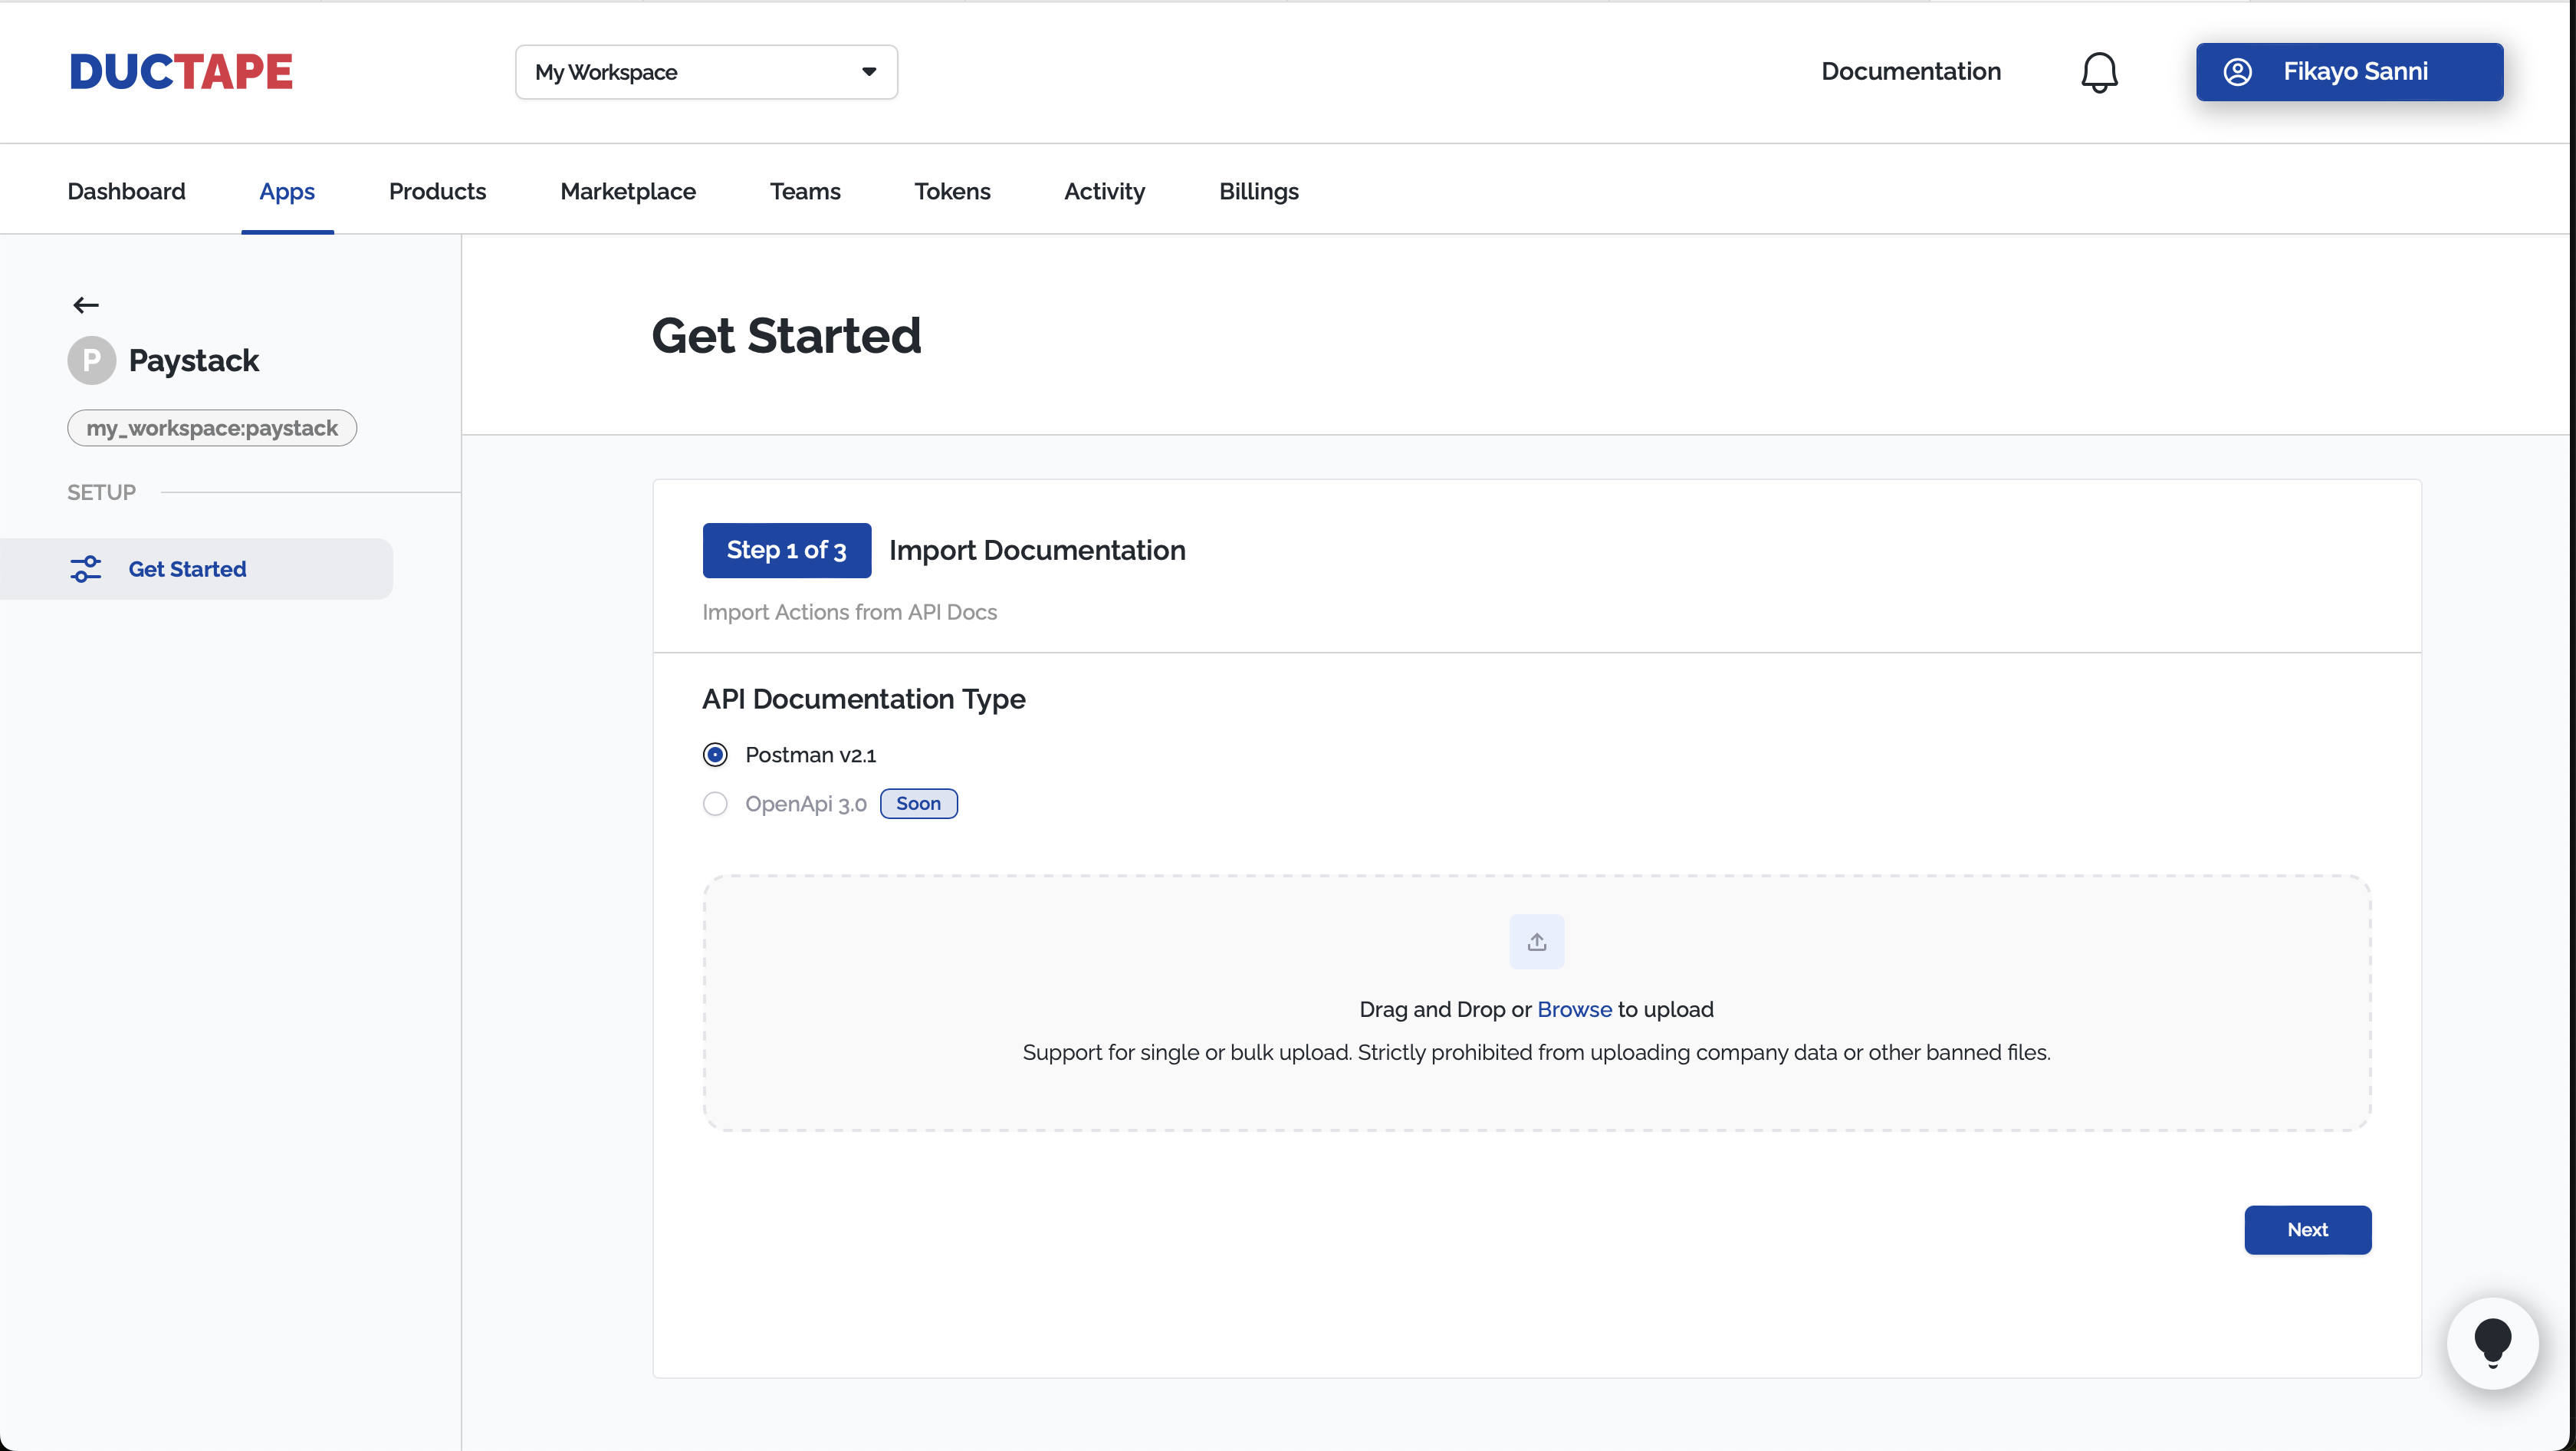 DUCTAPE
My Workspace
Documentation
Fikayo Sanni
Dashboard
Apps
Products
Marketplace
Teams
Tokens
Activity
Billings
P
Paystack
my_workspace:paystack
SETUP
Get Started
Get Started
Step 1 of 3
Import Documentation
Import Actions from API Docs
API Documentation Type
Postman v2.1
OpenApi 3.0
Soon
Drag and Drop or Browse to upload
Support for single or bulk upload. Strictly prohibited from uploading company data or other banned files.
Next